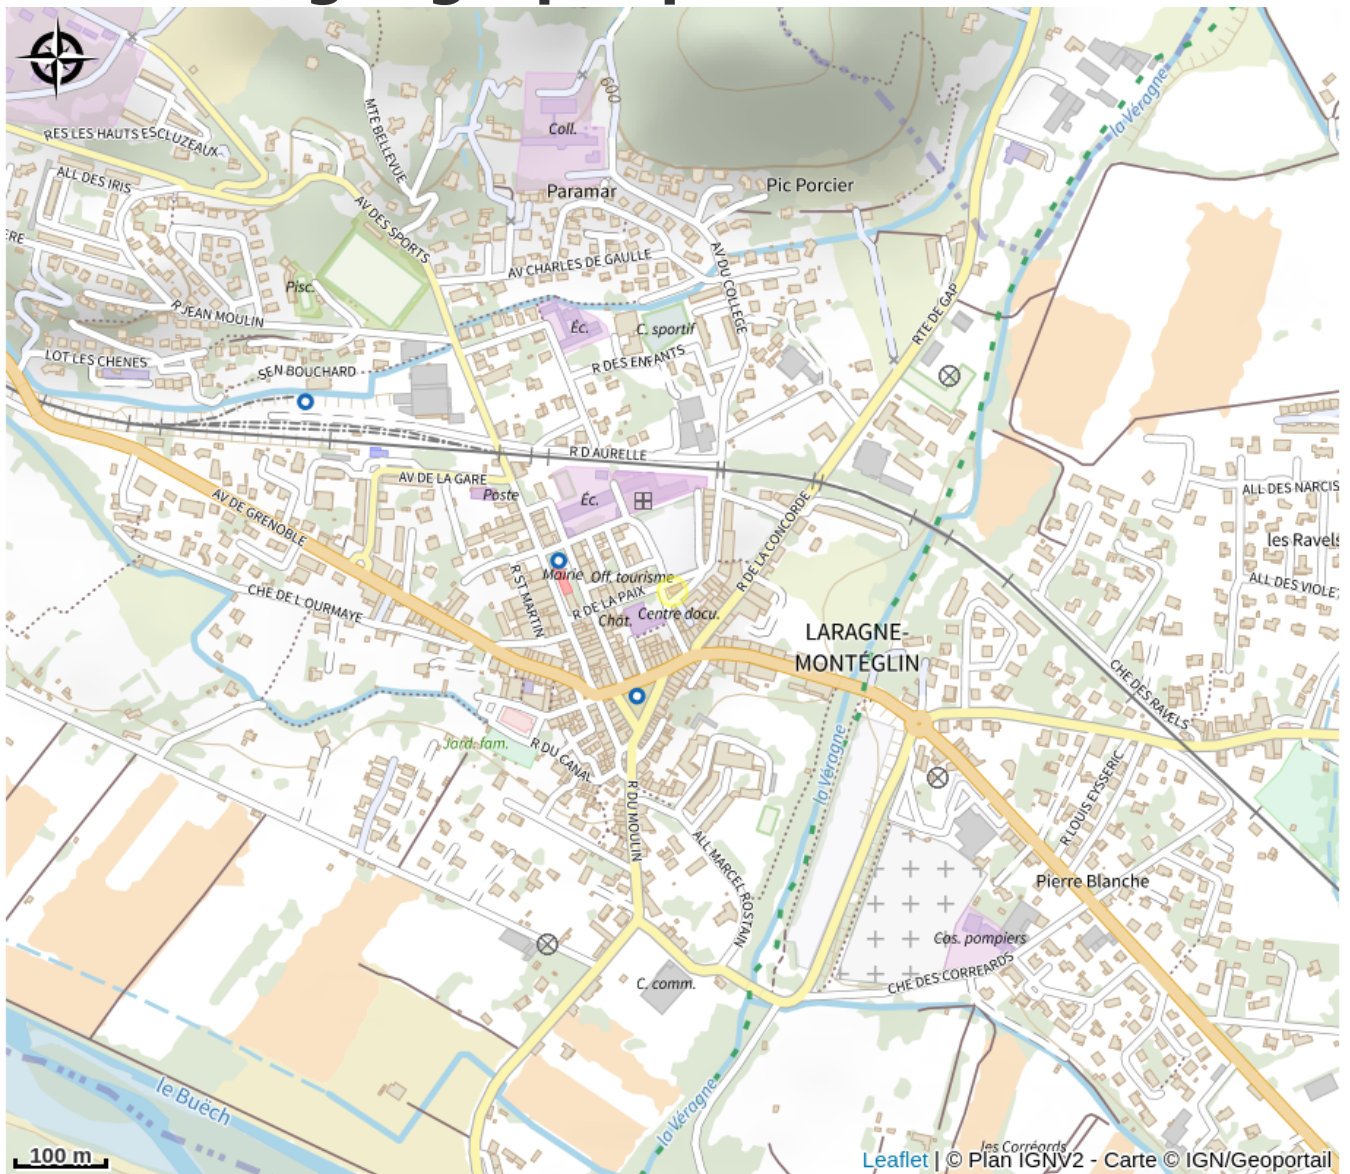 RES LES HAUTS ESCLUZEAUX
ALL DES IRIS
MTE BELLEVUE
Coll.
600
Paramar
Pic Porcier
la Véragne
AV DES SPORTS
ERE
AV CHARLES DE GAULLE
AV DU COLLEGE
Pisc.
R JEAN MOULIN
Éc.
C. sportif
RTE DE GAP
LOT LES CHENES
SEN BOUCHARD
R DES ENFANTS
R D AURELLE
AV DE LA GARE
Poste
Éc.
AV DE GRENOBLE
R DE LA CONCORDE
ALL DES NARCIS
les Ravels
Mairie
Off. tourisme
R ST MARTIN
CHE DE L OURMAYE
R DE LA PAIX
Chât.
Centre docu.
ALL DES VIOLET
LARAGNE-
MONTÉGLIN
CHE DES RAVELS
Jard. fam.
R DU CANAL
la Véragne
R DU MOULIN
R LOUIS EYSSERIC
ALL MARCEL ROSTAIN
Pierre Blanche
Cas. pompiers
C. comm.
CHE DES CORREARDS
le Buëch
la Véragne
les Corréards
100 m
Leaflet | © Plan IGNV2 - Carte © IGN/Geoportail